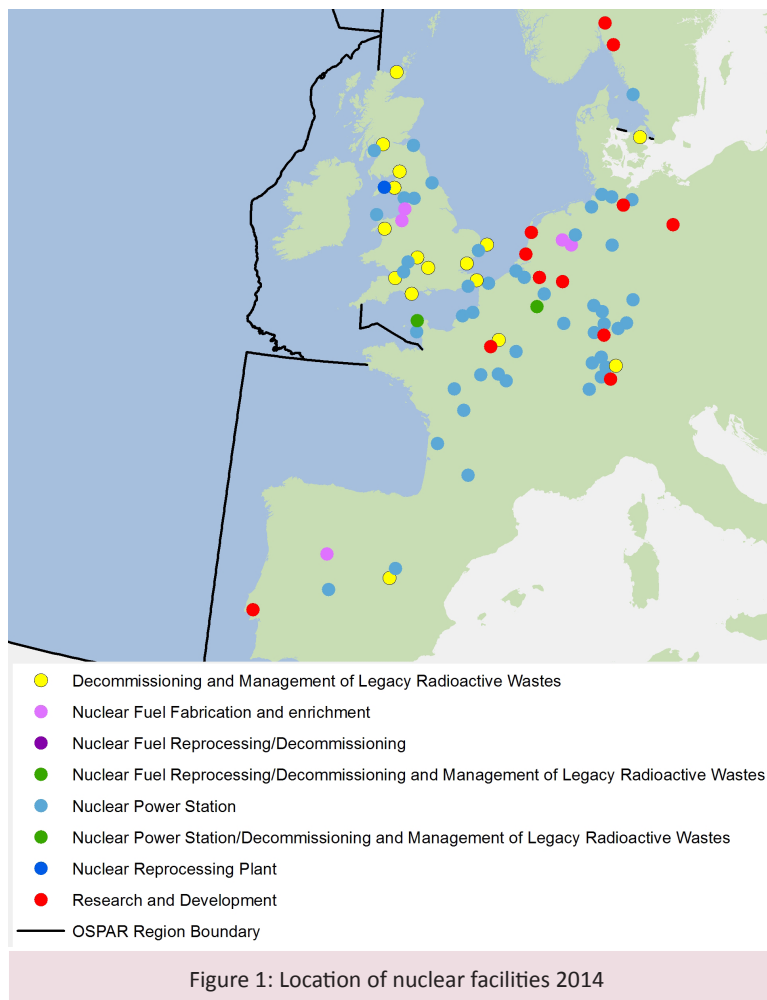 Decommissioning and Management of Legacy Radioactive Wastes
Nuclear Fuel Fabrication and enrichment
Nuclear Fuel Reprocessing/Decommissioning
Nuclear Fuel Reprocessing/Decommissioning and Management of Legacy Radioactive Wastes
Nuclear Power Station
Nuclear Power Station/Decommissioning and Management of Legacy Radioactive Wastes
Nuclear Reprocessing Plant
Research and Development
OSPAR Region Boundary
Figure 1: Location of nuclear facilities 2014